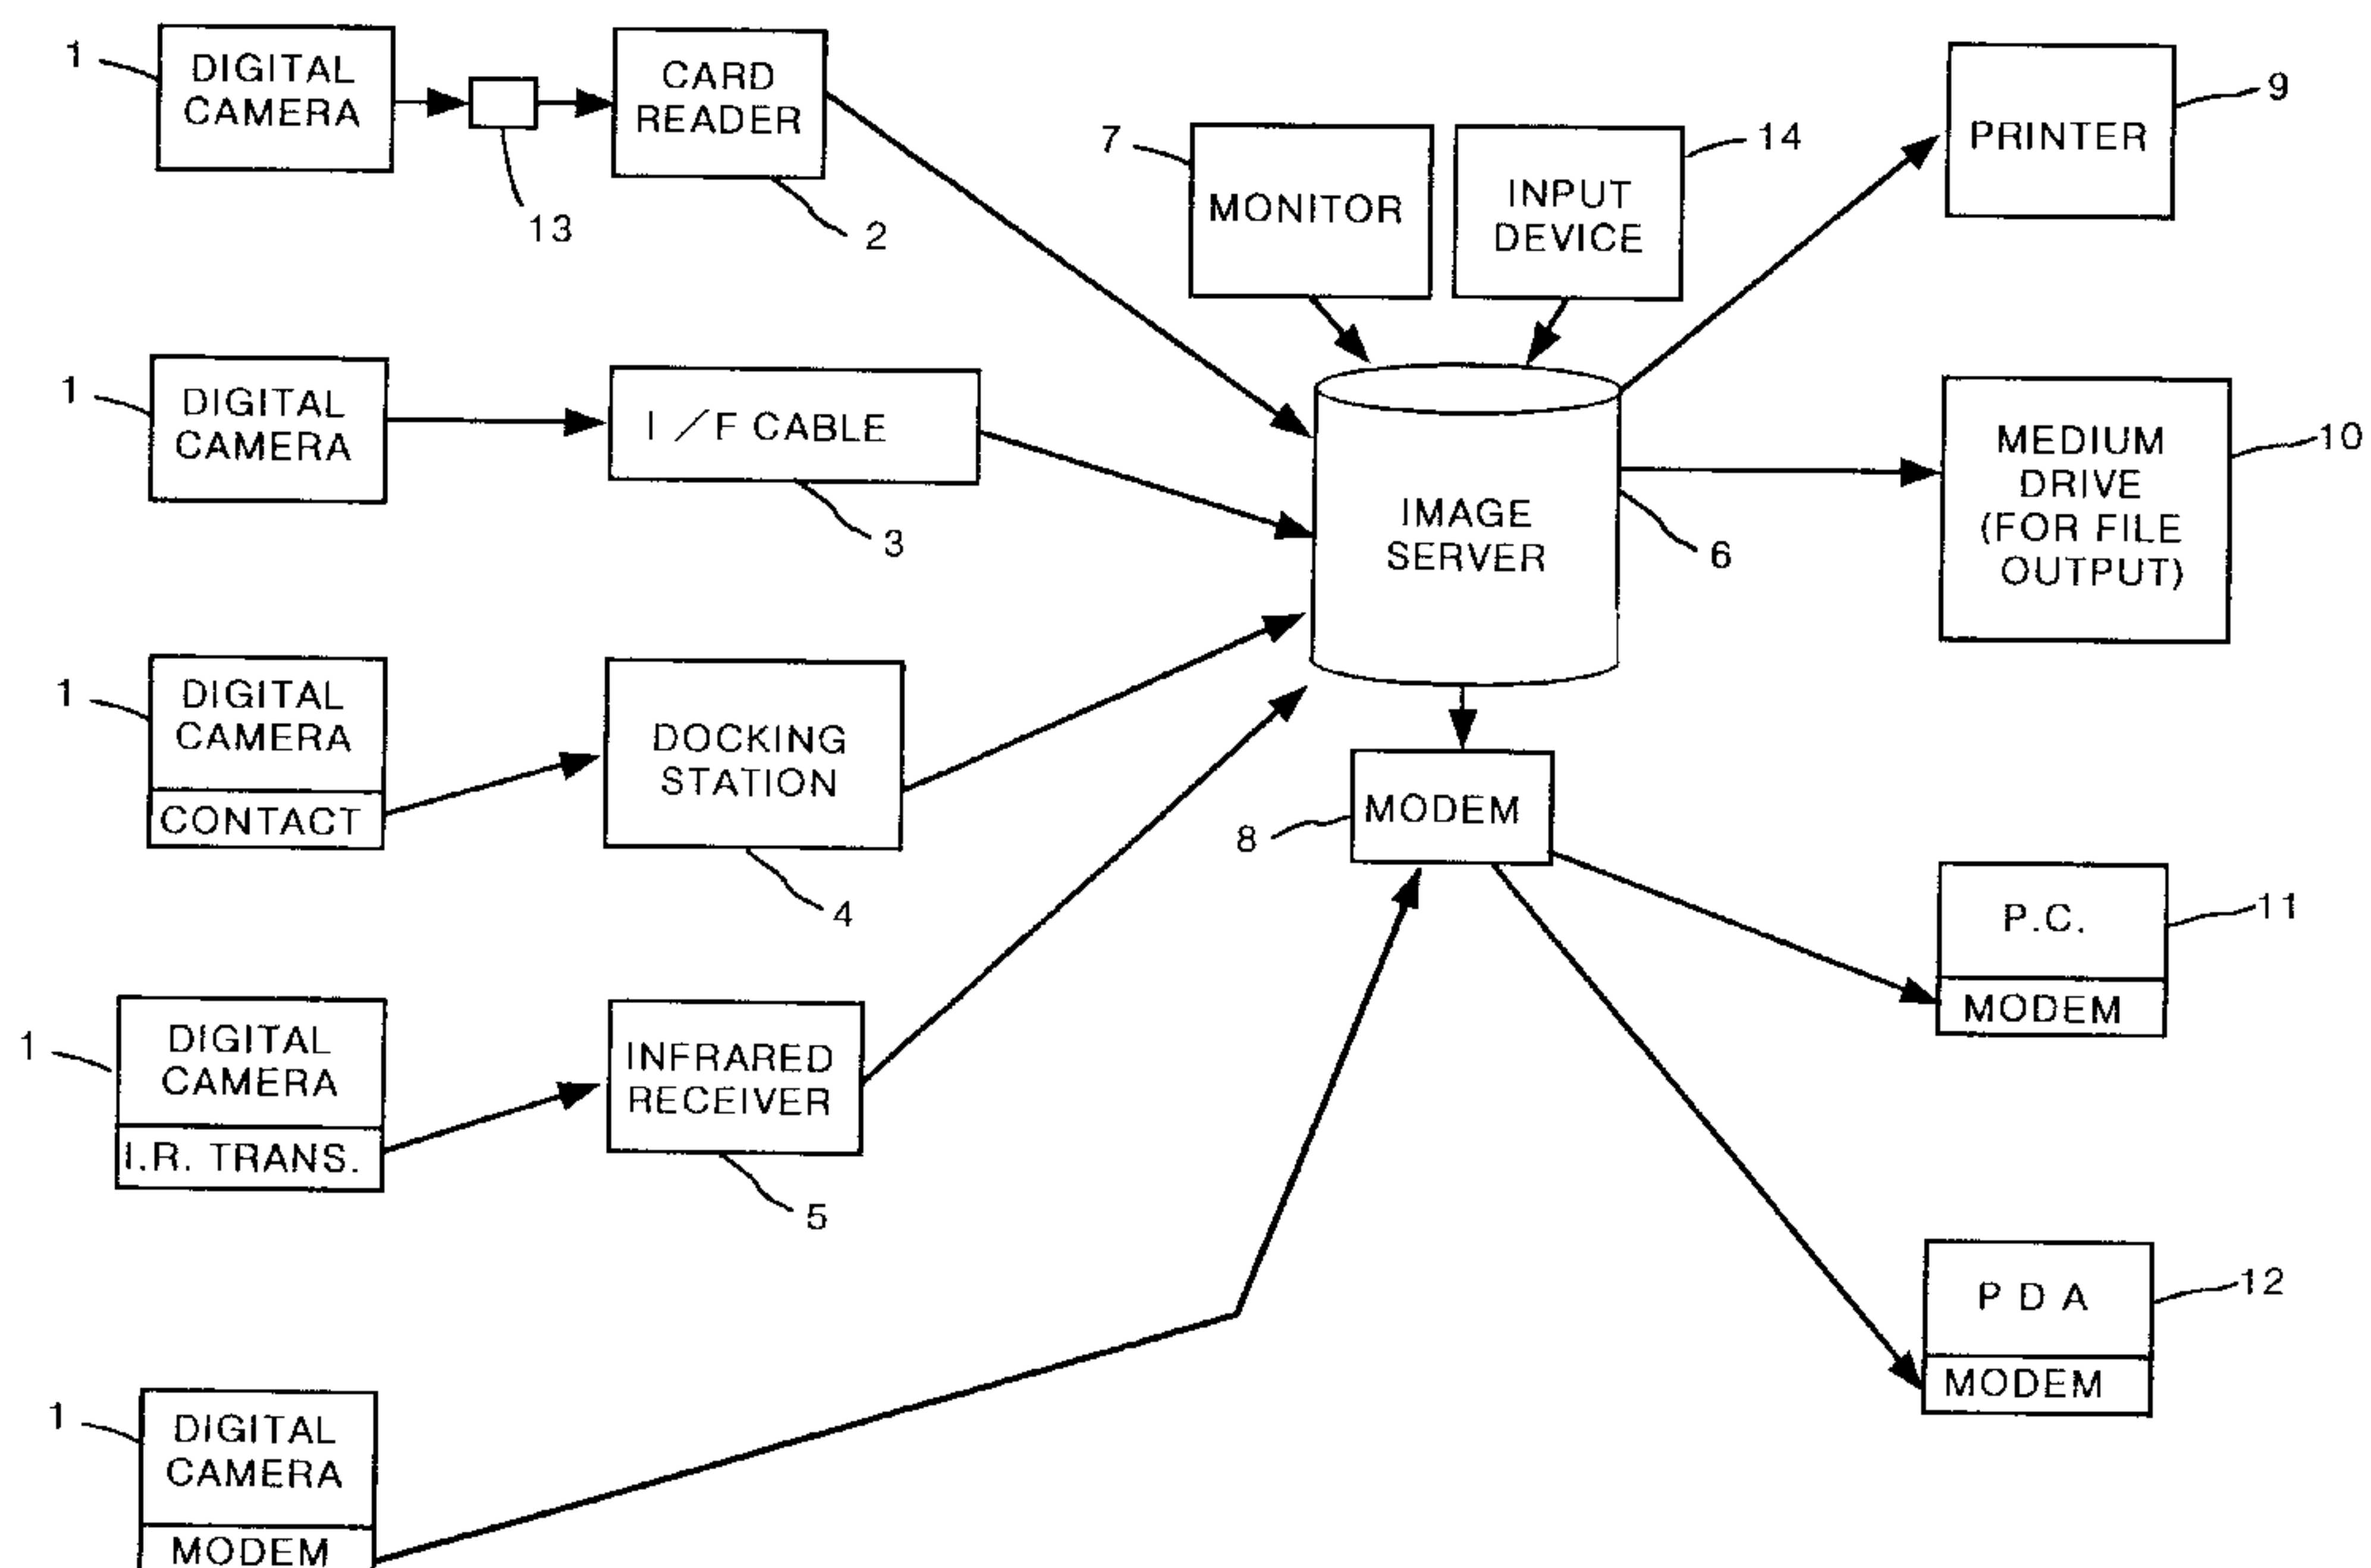 1
DIGITAL
CAMERA
13
CARD
READER
2
7
MONITOR
INPUT
DEVICE
14
PRINTER
9
1
DIGITAL
CAMERA
I/F CABLE
3
IMAGE
SERVER
6
MEDIUM
DRIVE
(FOR FILE
OUTPUT)
10
1
DIGITAL
CAMERA
CONTACT
DOCKING
STATION
4
MODEM
8
P.C.
MODEM
11
1
DIGITAL
CAMERA
I.R. TRANS.
INFRARED
RECEIVER
5
PDA
MODEM
12
1
DIGITAL
CAMERA
MODEM